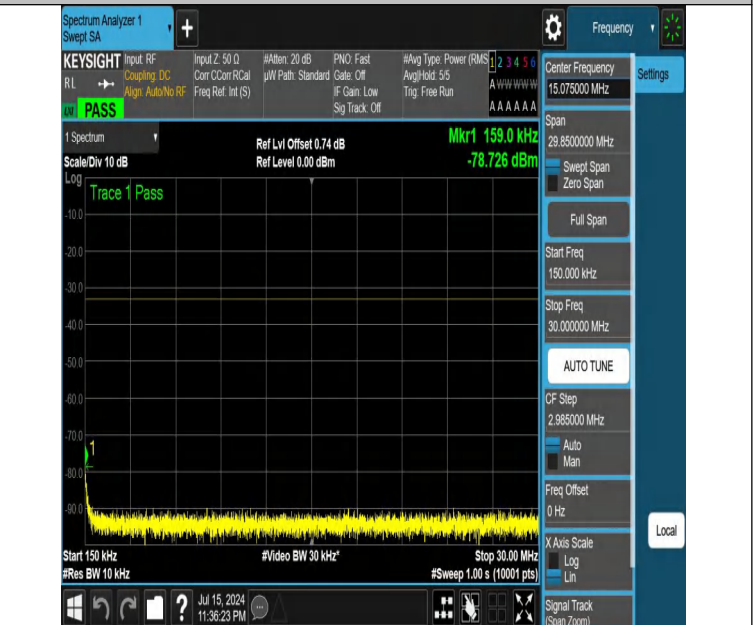 Spectrum Analyzer 1
Swept SA
+
Frequency
KEYSIGHT
RL
PASS
Input: RF
Coupling: DC
Align: Auto/No RF
Input Z: 50 Ω
Corr CCorr RCal
Freq Ref: Int (S)
#Atten: 20 dB
µW Path: Standard
PNO: Fast
Gate: Off
IF Gain: Low
Sig Track: Off
#Avg Type: Power (RMS
Avg|Hold: 5/5
Trig: Free Run
1 2 3 4 5 6
A W W W W W
A A A A A A
1 Spectrum
Scale/Div 10 dB
Ref Lvl Offset 0.74 dB
Ref Level 0.00 dBm
Mkr1 159.0 kHz
-78.726 dBm
Log
Trace 1 Pass
-10.0
-20.0
-30.0
-40.0
-50.0
-60.0
-70.0
1
-80.0
-90.0
Start 150 kHz
#Video BW 30 kHz*
Stop 30.00 MHz
#Res BW 10 kHz
#Sweep 1.00 s (10001 pts)
?
Jul 15, 2024
11:36:23 PM
Center Frequency
15.075000 MHz
Settings
Span
29.8500000 MHz
Swept Span
Zero Span
Full Span
Start Freq
150.000 kHz
Stop Freq
30.000000 MHz
AUTO TUNE
CF Step
2.985000 MHz
Auto
Man
Freq Offset
0 Hz
Local
X Axis Scale
Log
Lin
Signal Track
(Span Zoom)